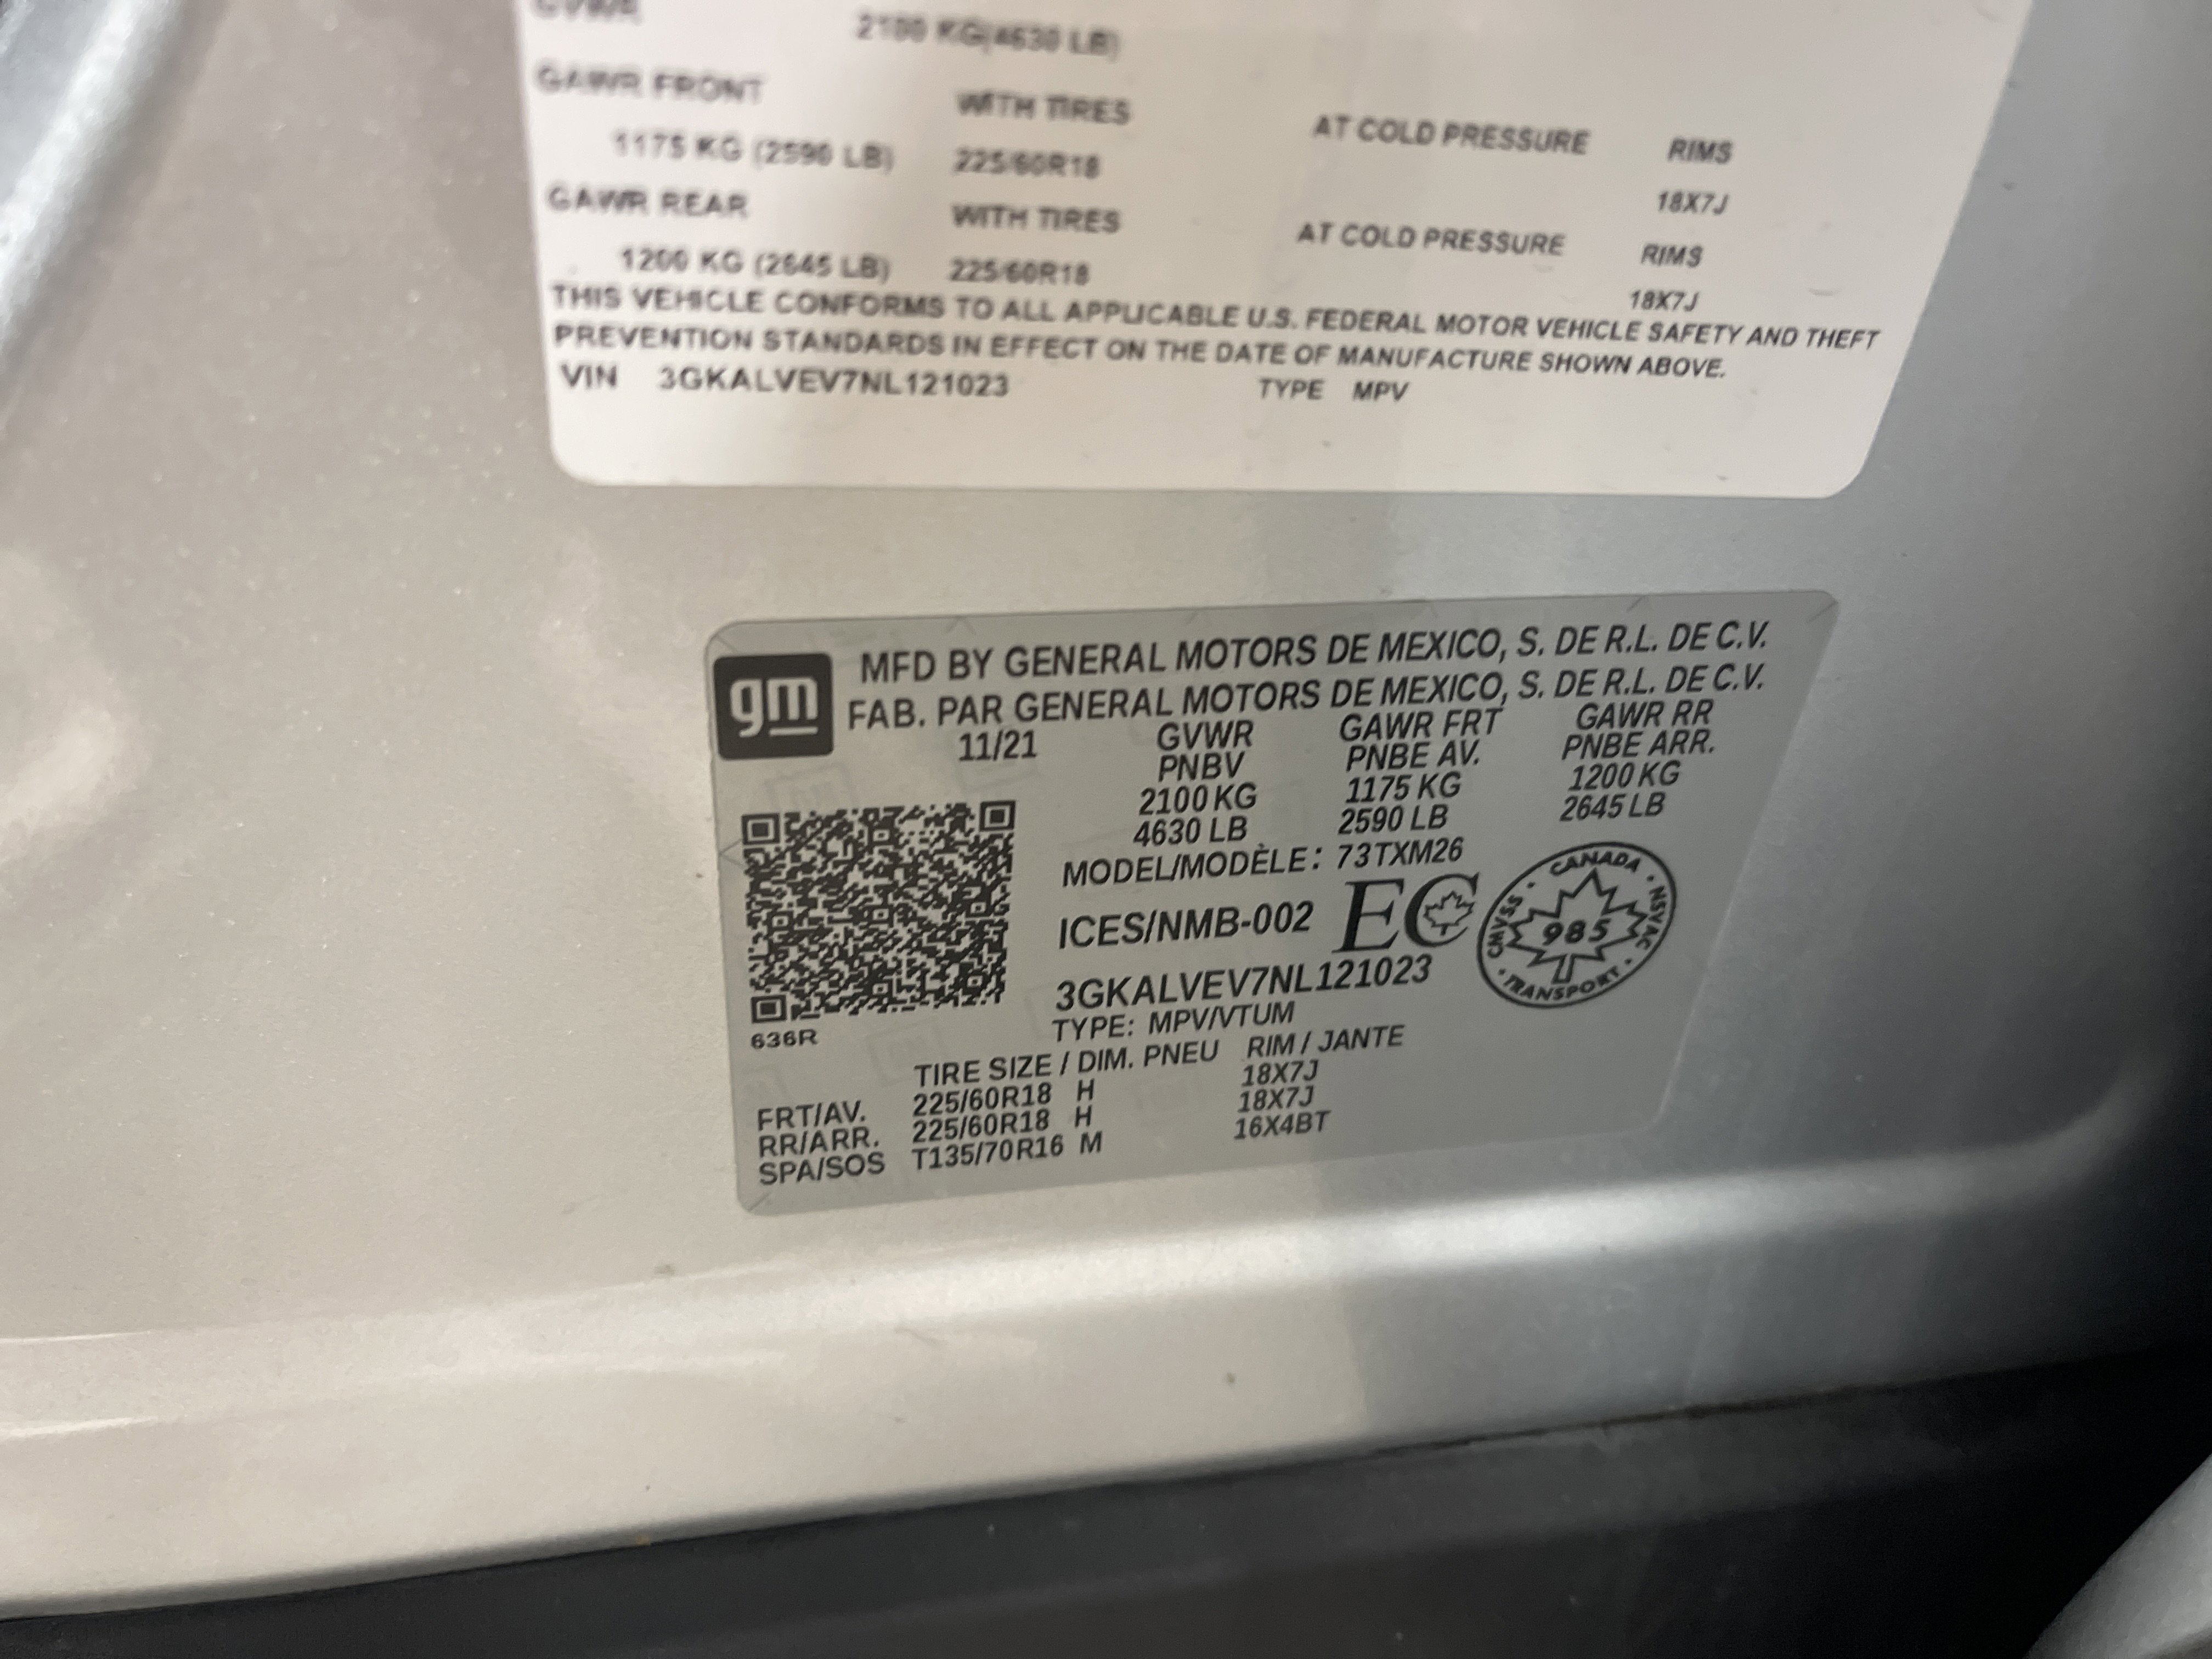 GVWR 2100 KG(4630 LB)
GAWR FRONT WITH TIRES AT COLD PRESSURE RIMS
1175 KG (2590 LB) 225/60R18 18X7J
GAWR REAR WITH TIRES AT COLD PRESSURE RIMS
1200 KG (2645 LB) 225/60R18 18X7J
THIS VEHICLE CONFORMS TO ALL APPLICABLE U.S. FEDERAL MOTOR VEHICLE SAFETY AND THEFT
PREVENTION STANDARDS IN EFFECT ON THE DATE OF MANUFACTURE SHOWN ABOVE.
VIN 3GKALVEV7NL121023 TYPE MPV
gm
MFD BY GENERAL MOTORS DE MEXICO, S. DE R.L. DE C.V.
FAB. PAR GENERAL MOTORS DE MEXICO, S. DE R.L. DE C.V.
11/21 GVWR GAWR FRT GAWR RR
PNBV PNBE AV. PNBE ARR.
2100 KG 1175 KG 1200 KG
4630 LB 2590 LB 2645 LB
MODEL/MODÈLE: 73TXM26
ICES/NMB-002 EC
CANADA · NSVAC · TRANSPORT · CMVSS ·
985
3GKALVEV7NL121023
TYPE: MPV/VTUM
636R
TIRE SIZE / DIM. PNEU RIM / JANTE
FRT/AV. 225/60R18 H 18X7J
RR/ARR. 225/60R18 H 18X7J
SPA/SOS T135/70R16 M 16X4BT